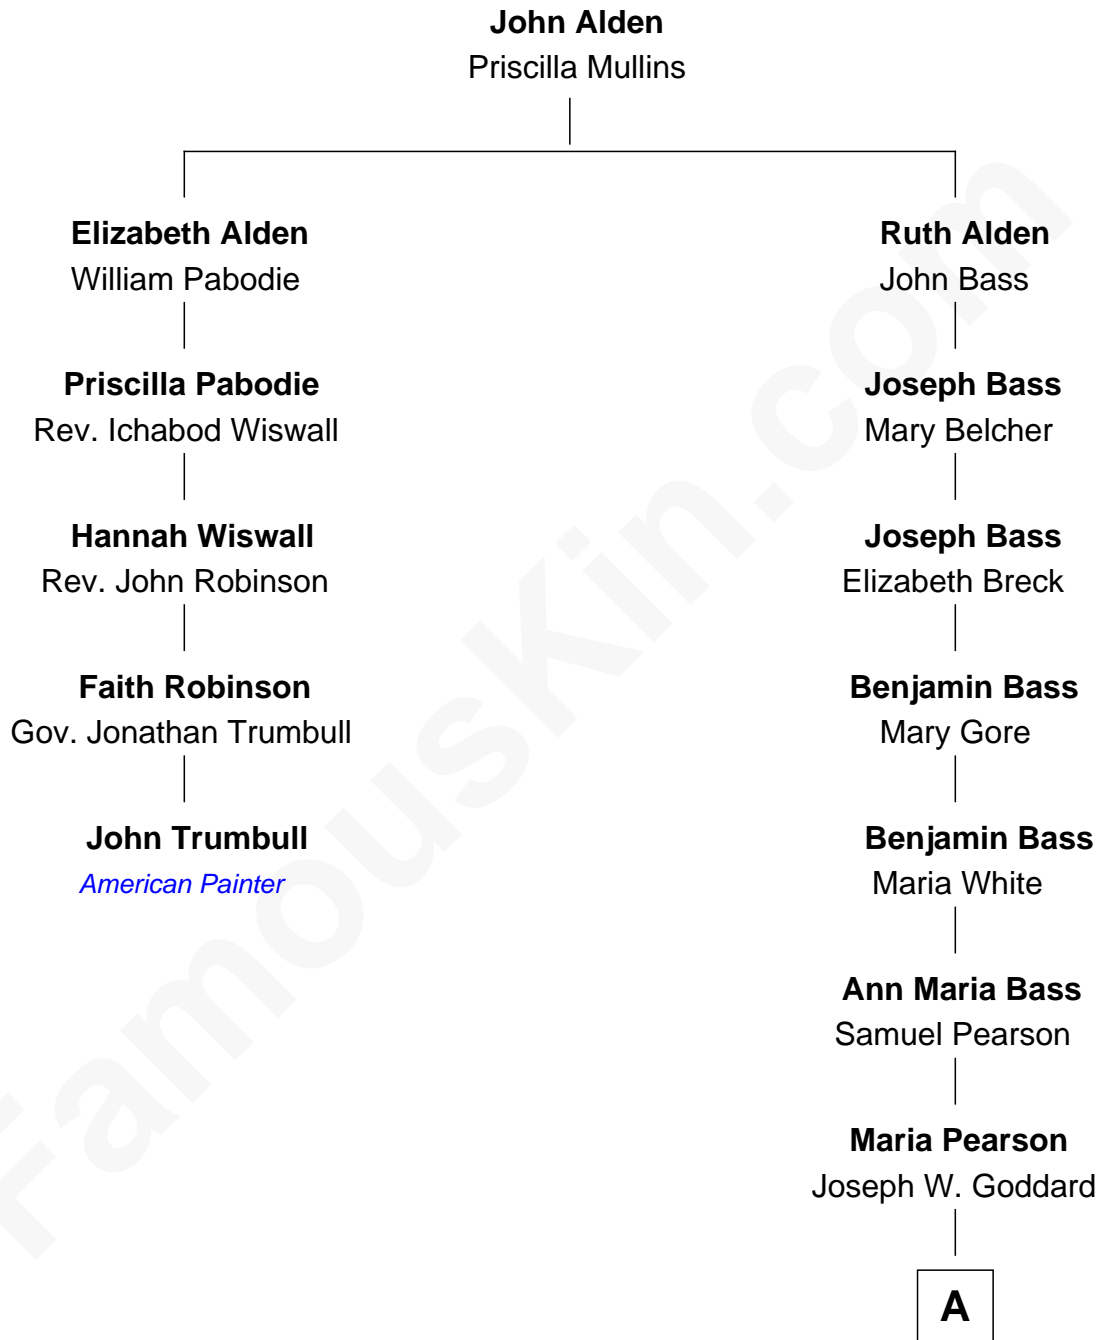 John Alden
Priscilla Mullins
Elizabeth Alden
William Pabodie
Priscilla Pabodie
Rev. Ichabod Wiswall
Hannah Wiswall
Rev. John Robinson
Faith Robinson
Gov. Jonathan Trumbull
John Trumbull
American Painter
Ruth Alden
John Bass
Joseph Bass
Mary Belcher
Joseph Bass
Elizabeth Breck
Benjamin Bass
Mary Gore
Benjamin Bass
Maria White
Ann Maria Bass
Samuel Pearson
Maria Pearson
Joseph W. Goddard
A
FamousKin.com